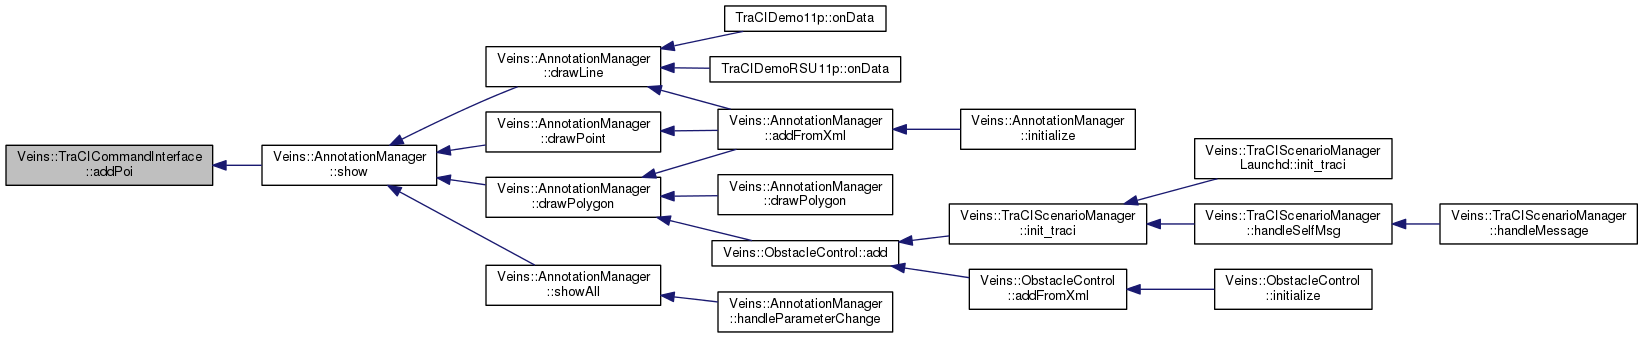 Veins::TraCICommandInterface
::addPoi
Veins::AnnotationManager
::show
Veins::AnnotationManager
::drawLine
Veins::AnnotationManager
::drawPoint
Veins::AnnotationManager
::drawPolygon
Veins::AnnotationManager
::showAll
TraCIDemo11p::onData
TraCIDemoRSU11p::onData
Veins::AnnotationManager
::addFromXml
Veins::AnnotationManager
::drawPolygon
Veins::ObstacleControl::add
Veins::AnnotationManager
::handleParameterChange
Veins::AnnotationManager
::initialize
Veins::TraCIScenarioManager
::init_traci
Veins::ObstacleControl
::addFromXml
Veins::TraCIScenarioManager
Launchd::init_traci
Veins::TraCIScenarioManager
::handleSelfMsg
Veins::ObstacleControl
::initialize
Veins::TraCIScenarioManager
::handleMessage